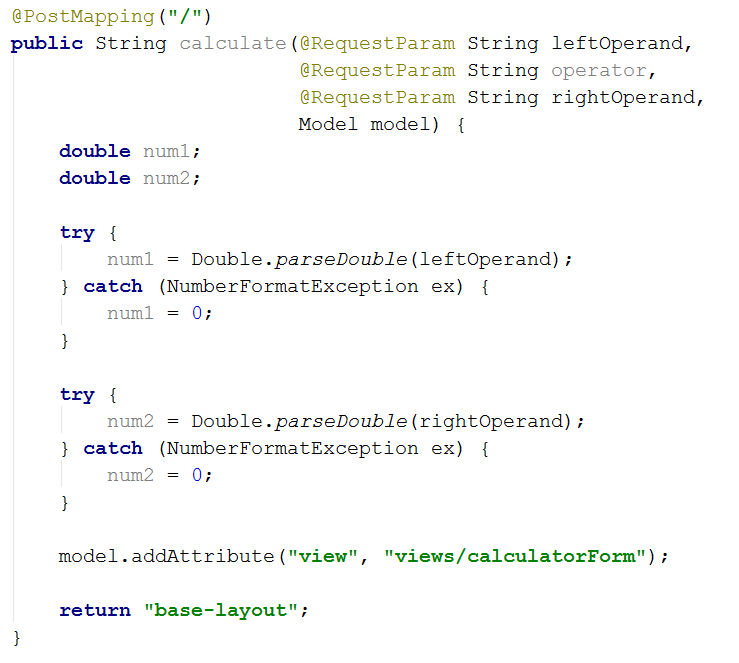 @PostMapping("/")
public String calculate(@RequestParam String leftOperand,
                        @RequestParam String operator,
                        @RequestParam String rightOperand,
                        Model model) {
    double num1;
    double num2;

    try {
        num1 = Double.parseDouble(leftOperand);
    } catch (NumberFormatException ex) {
        num1 = 0;
    }

    try {
        num2 = Double.parseDouble(rightOperand);
    } catch (NumberFormatException ex) {
        num2 = 0;
    }

    model.addAttribute("view", "views/calculatorForm");

    return "base-layout";
}